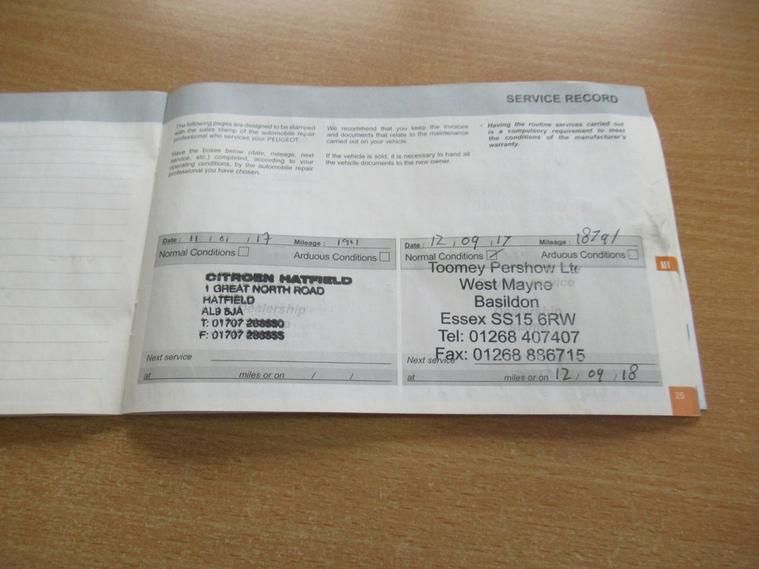 SERVICE RECORD
The following pages are designed to be stamped
with the sales stamp of the automobile repair
professional who services your PEUGEOT.
Have the boxes below (date, mileage, next
service, etc.) completed, according to your
operating conditions, by the automobile repair
professional you have chosen.
We recommend that you keep the invoices
and documents that relate to the maintenance
carried out on your vehicle.
If the vehicle is sold, it is necessary to hand all
the vehicle documents to the new owner.
Having the routine services carried out
is a compulsory requirement to meet
the conditions of the manufacturer's
warranty.
Date : 11 / 01 / 17 Mileage :
Normal Conditions Arduous Conditions
CITROEN HATFIELD
1 GREAT NORTH ROAD
HATFIELD
AL9 5JA
Dealership
T: 01707
F: 01707
Next service
at miles or on / /
Date : 12 / 09 / 17 Mileage : 18791
Normal Conditions Arduous Conditions
Toomey Pershow Ltd
West Mayne
Basildon
Essex SS15 6RW
Tel: 01268 407407
Fax: 01268 886715
Next service
at miles or on 12 / 09 / 18
III
25